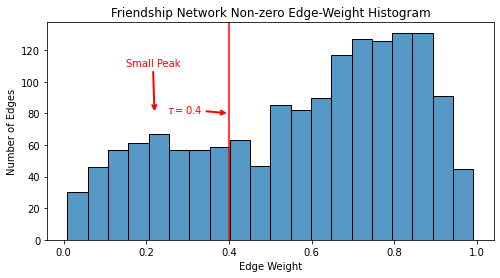 Friendship Network Non-zero Edge-Weight Histogram
120
100
80
60
40
20
0
Number of Edges
Small Peak
τ = 0.4
0.0 0.2 0.4 0.6 0.8 1.0
Edge Weight